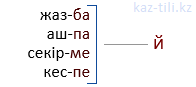 kaz-tili.kz
жаз-ба
аш-па
секір-ме
кес-пе
й